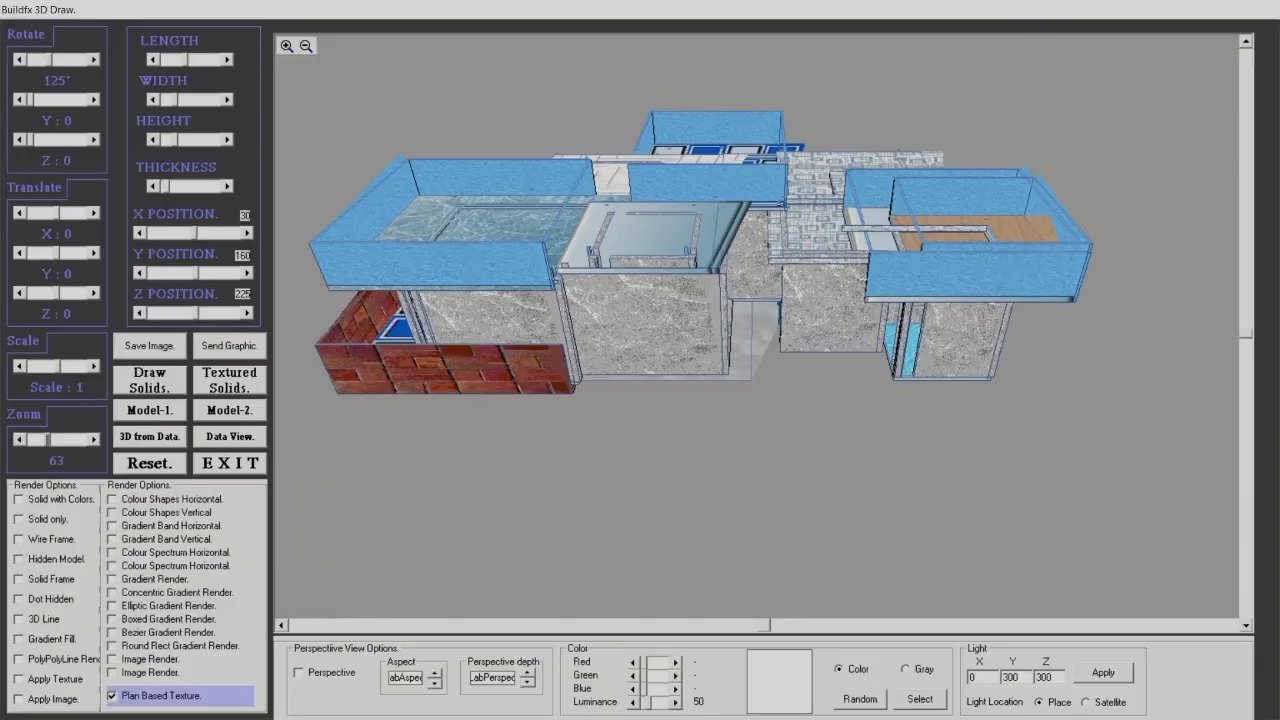 Buildfx 3D Draw.
Rotate
125°
Y : 0
Z : 0
Translate
X : 0
Y : 0
Z : 0
Scale
Scale : 1
Zoom
63
LENGTH
WIDTH
HEIGHT
THICKNESS
X POSITION. 30
Y POSITION. 160
Z POSITION. 225
Save Image. Send Graphic.
Draw Solids. Textured Solids.
Model-1. Model-2.
3D from Data. Data View.
Reset. E X I T
Render Options.
Solid with Colors.
Solid only.
Wire Frame.
Hidden Model.
Solid Frame
Dot Hidden
3D Line
Gradient Fill.
PolyPolyLine Rend
Apply Texture
Apply Image.
Render Options.
Colour Shapes Horizontal.
Colour Shapes Vertical
Gradient Band Horizontal.
Gradient Band Vertical.
Colour Spectrum Horizontal.
Colour Spectrum Horizontal.
Gradient Render.
Concentric Gradient Render.
Elliptic Gradient Render.
Boxed Gradient Render.
Bezier Gradient Render.
Round Rect Gradient Render.
Image Render.
Image Render.
Plan Based Texture.
Perspective View Options.
Perspective
Aspect
abAspec
Perspective depth
.abPerspec
Color
Red -
Green -
Blue -
Luminance 50
Color Gray
Random Select
Light
X Y Z
0 300 300 Apply
Light Location Place Satellite